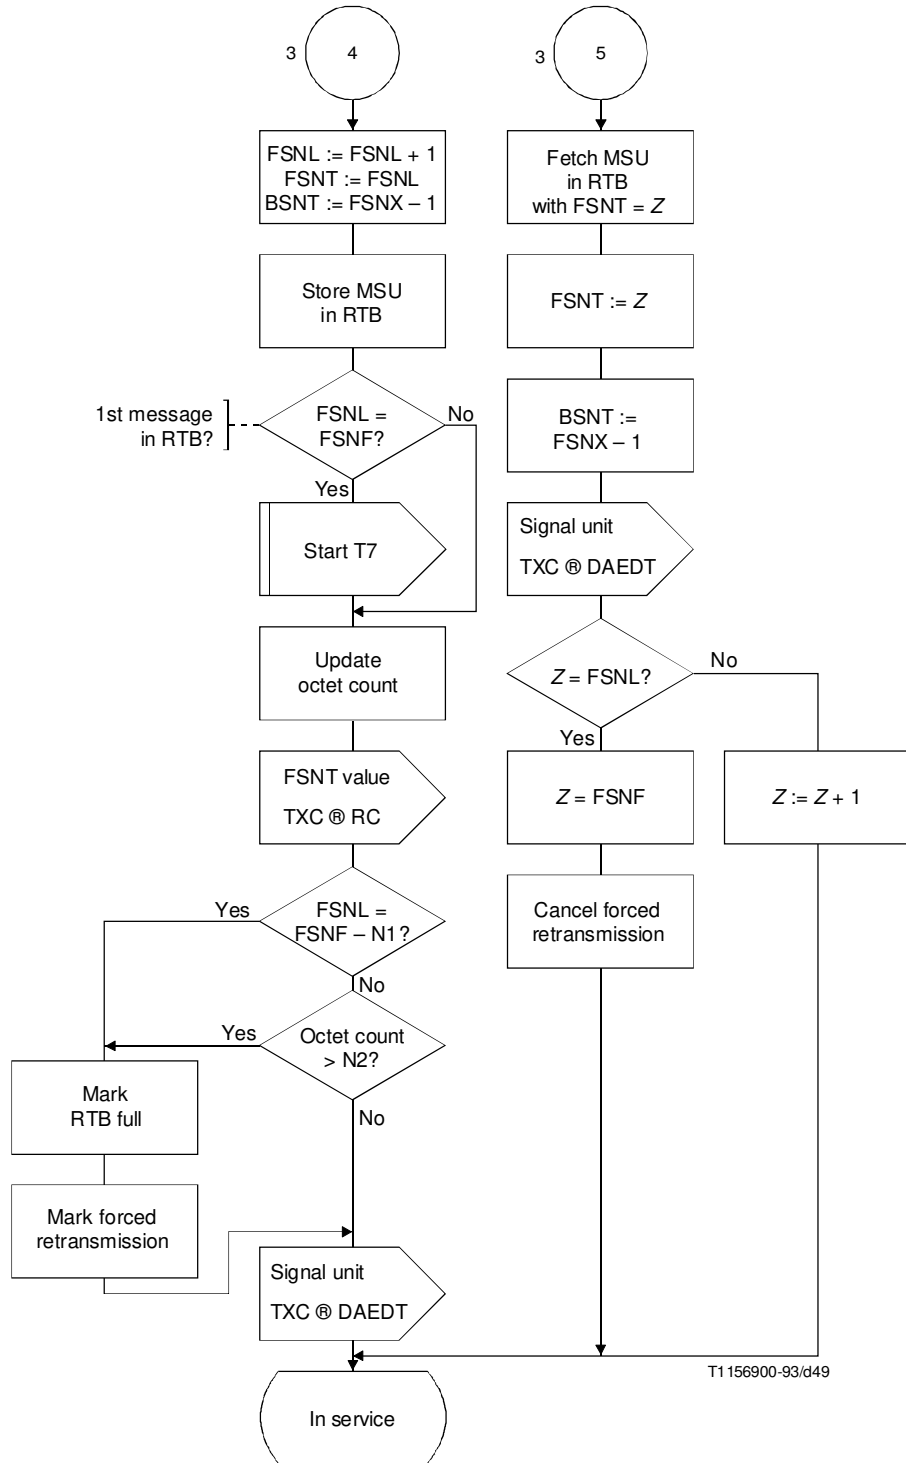 3
4
FSNL := FSNL + 1
FSNT := FSNL
BSNT := FSNX – 1
Store MSU
in RTB
1st message
in RTB?
FSNL =
FSNF?
No
Yes
Start T7
Update
octet count
FSNT value
TXC ® RC
Yes
FSNL =
FSNF – N1?
No
Yes
Octet count
> N2?
No
Mark
RTB full
Mark forced
retransmission
Signal unit
TXC ® DAEDT
In service
3
5
Fetch MSU
in RTB
with FSNT = Z
FSNT := Z
BSNT :=
FSNX – 1
Signal unit
TXC ® DAEDT
Z = FSNL?
No
Yes
Z = FSNF
Z := Z + 1
Cancel forced
retransmission
T1156900-93/d49